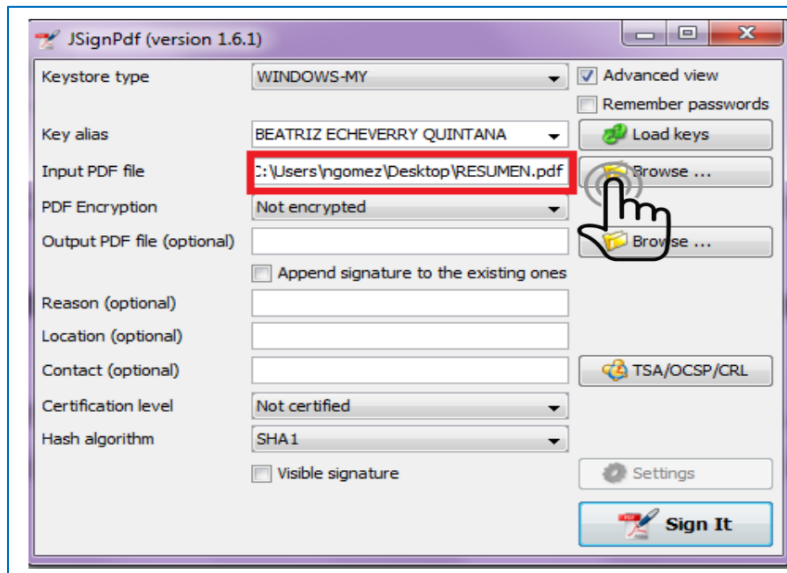 JSignPdf (version 1.6.1)
Keystore type WINDOWS-MY Advanced view
Remember passwords
Key alias BEATRIZ ECHEVERRY QUINTANA Load keys
Input PDF file C:\Users\ngomez\Desktop\RESUMEN.pdf Browse ...
PDF Encryption Not encrypted
Output PDF file (optional) Browse ...
Append signature to the existing ones
Reason (optional)
Location (optional)
Contact (optional) TSA/OCSP/CRL
Certification level Not certified
Hash algorithm SHA1
Visible signature Settings
Sign It